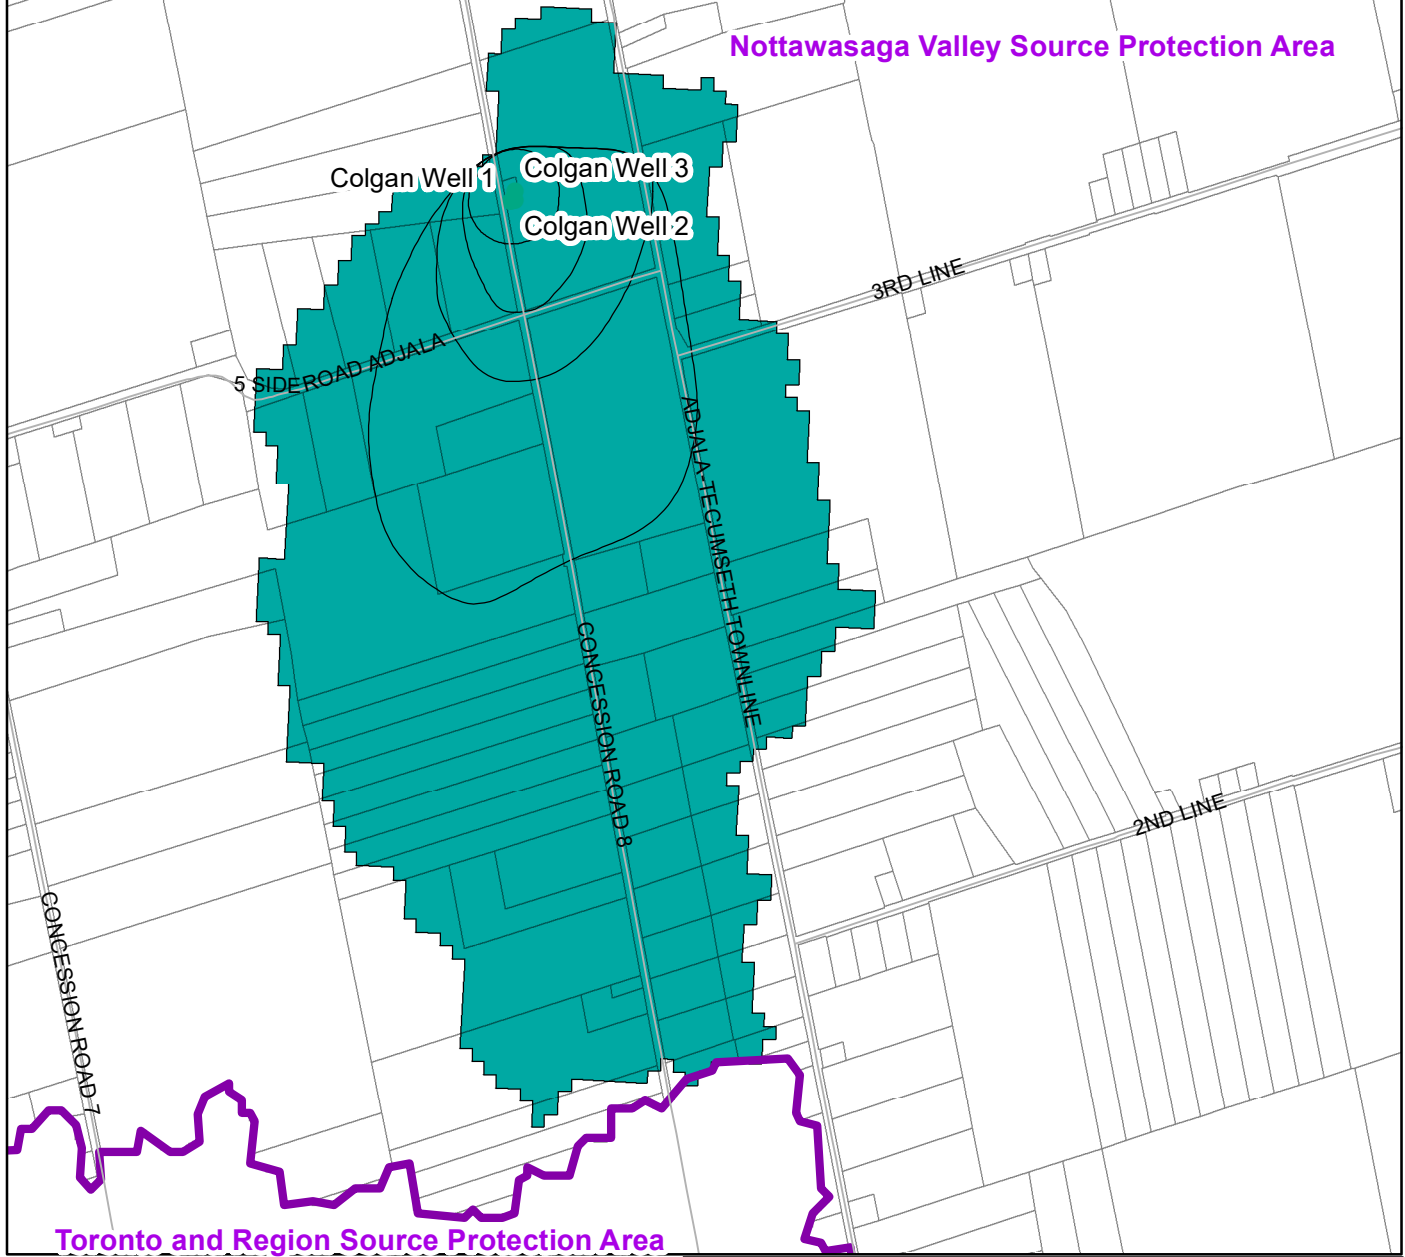 Nottawasaga Valley Source Protection Area
Colgan Well 3
Colgan Well 1
Colgan Well 2
3RD LINE
5 SIDEROAD ADJALA
ADJALA-TECUMSETH TOWNLINE
CONCESSION ROAD 8
2ND LINE
CONCESSION ROAD 7
Toronto and Region Source Protection Area